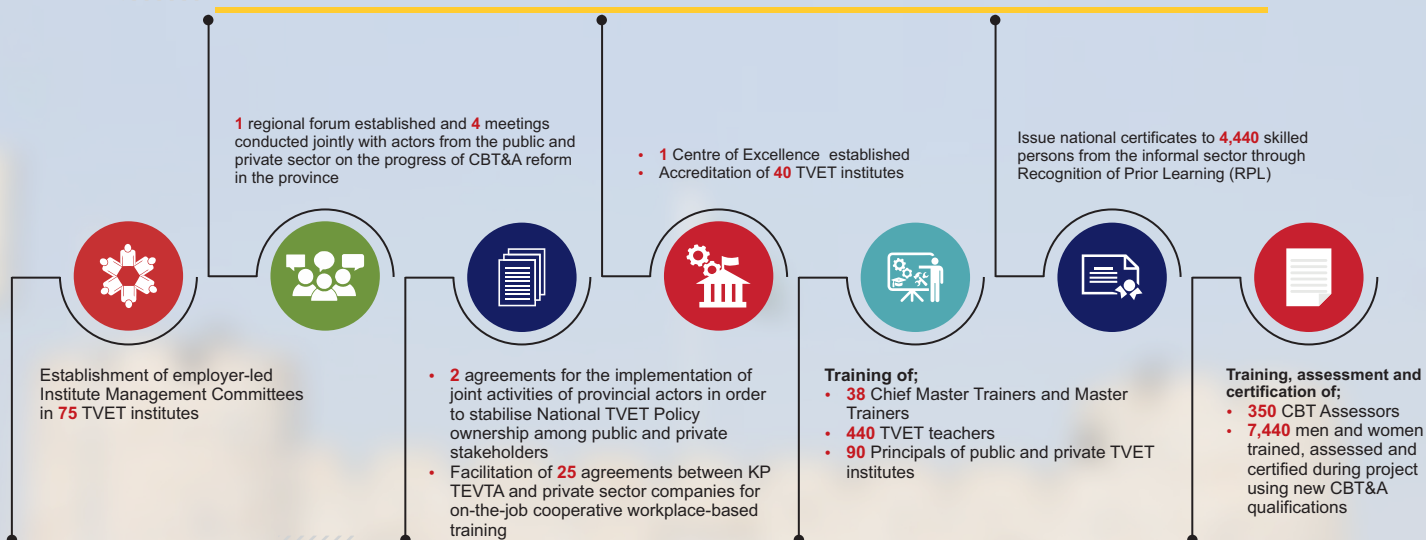 1 regional forum established and 4 meetings
conducted jointly with actors from the public and
private sector on the progress of CBT&A reform
in the province
• 1 Centre of Excellence established
• Accreditation of 40 TVET institutes
Issue national certificates to 4,440 skilled
persons from the informal sector through
Recognition of Prior Learning (RPL)
Establishment of employer-led
Institute Management Committees
in 75 TVET institutes
• 2 agreements for the implementation of
joint activities of provincial actors in order
to stabilise National TVET Policy
ownership among public and private
stakeholders
• Facilitation of 25 agreements between KP
TEVTA and private sector companies for
on-the-job cooperative workplace-based
training
Training of;
• 38 Chief Master Trainers and Master
Trainers
• 440 TVET teachers
• 90 Principals of public and private TVET
institutes
Training, assessment and
certification of;
• 350 CBT Assessors
• 7,440 men and women
trained, assessed and
certified during project
using new CBT&A
qualifications